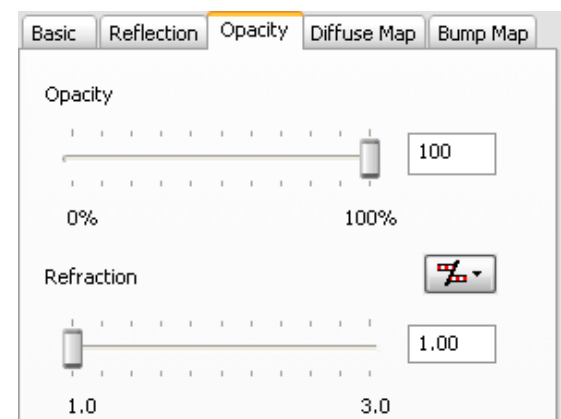 Basic Reflection Opacity Diffuse Map Bump Map
Opacity
100
0% 100%
Refraction
1.00
1.0 3.0